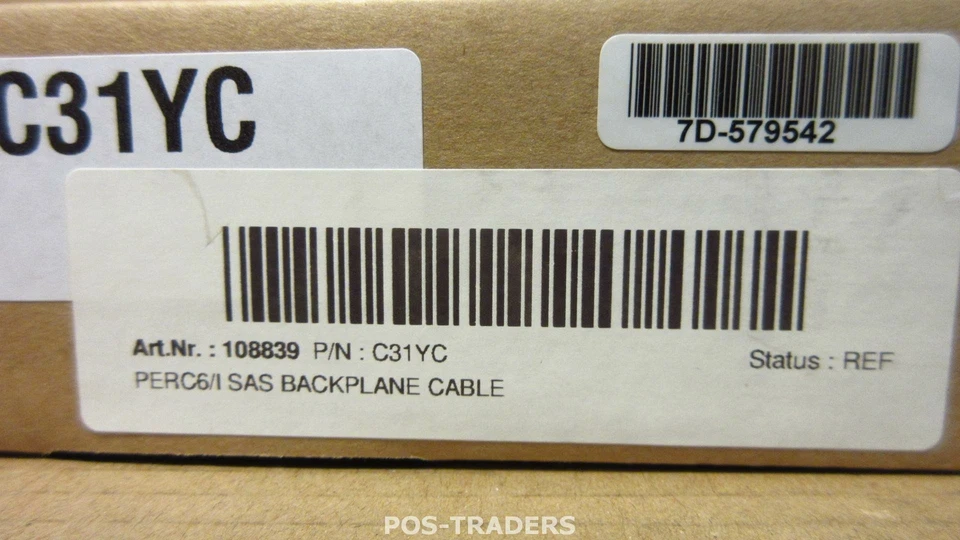 C31YC
7D-579542
Art.Nr. : 108839 P/N : C31YC
Status : REF
PERC6/I SAS BACKPLANE CABLE
POS-TRADERS